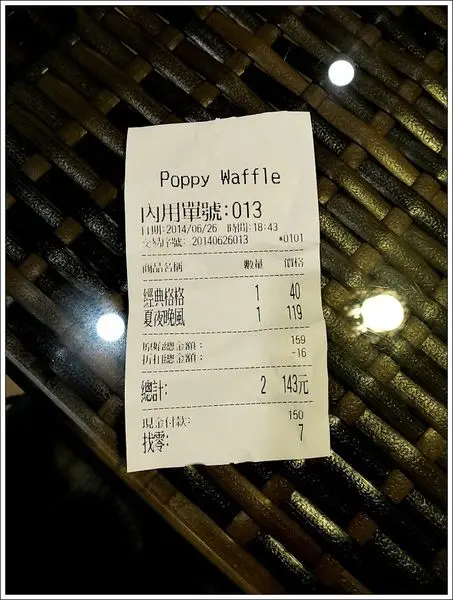 Poppy Waffle
內用單號:013
日期:2014/06/26 時間:18:43
交易序號: 20140626013 *0101
商品名稱 數量 價格
經典格格 1 40
夏夜晚風 1 119
原始總金額: 159
折扣總金額: -16
總計: 2 143元
現金付款: 150
找零: 7